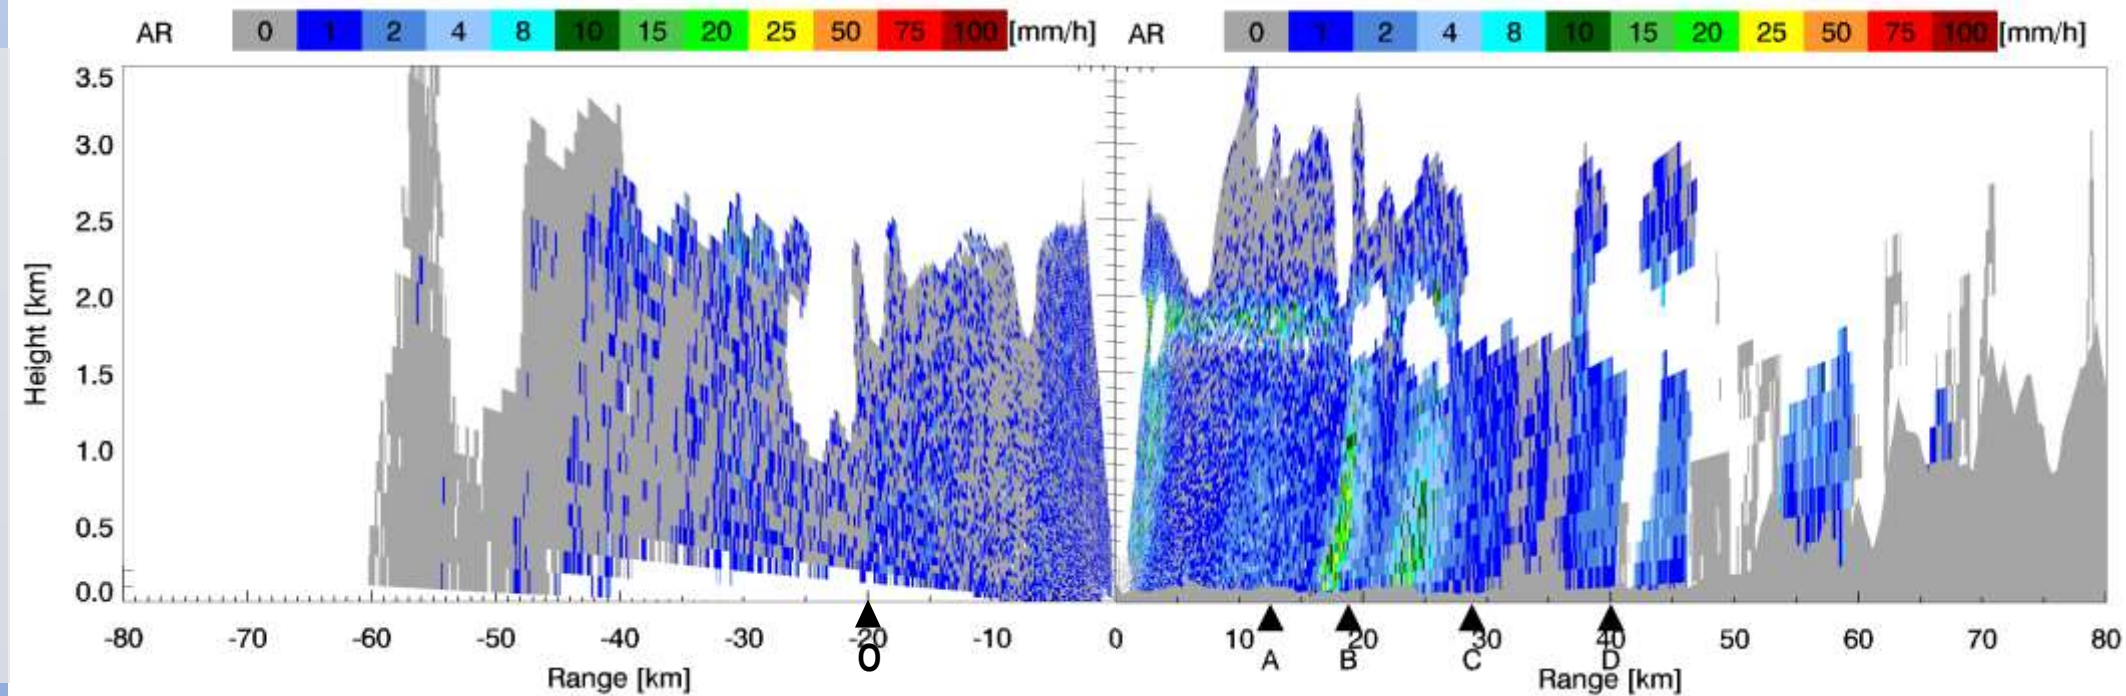 AR 0 1 2 4 8 10 15 20 25 50 75 100 [mm/h] AR 0 1 2 4 8 10 15 20 25 50 75 100 [mm/h]
3.5
3.0
2.5
2.0
1.5
1.0
0.5
0.0
Height [km]
-80 -70 -60 -50 -40 -30 -20 -10 0 10 20 30 40 50 60 70 80
O A B C D
Range [km] Range [km]